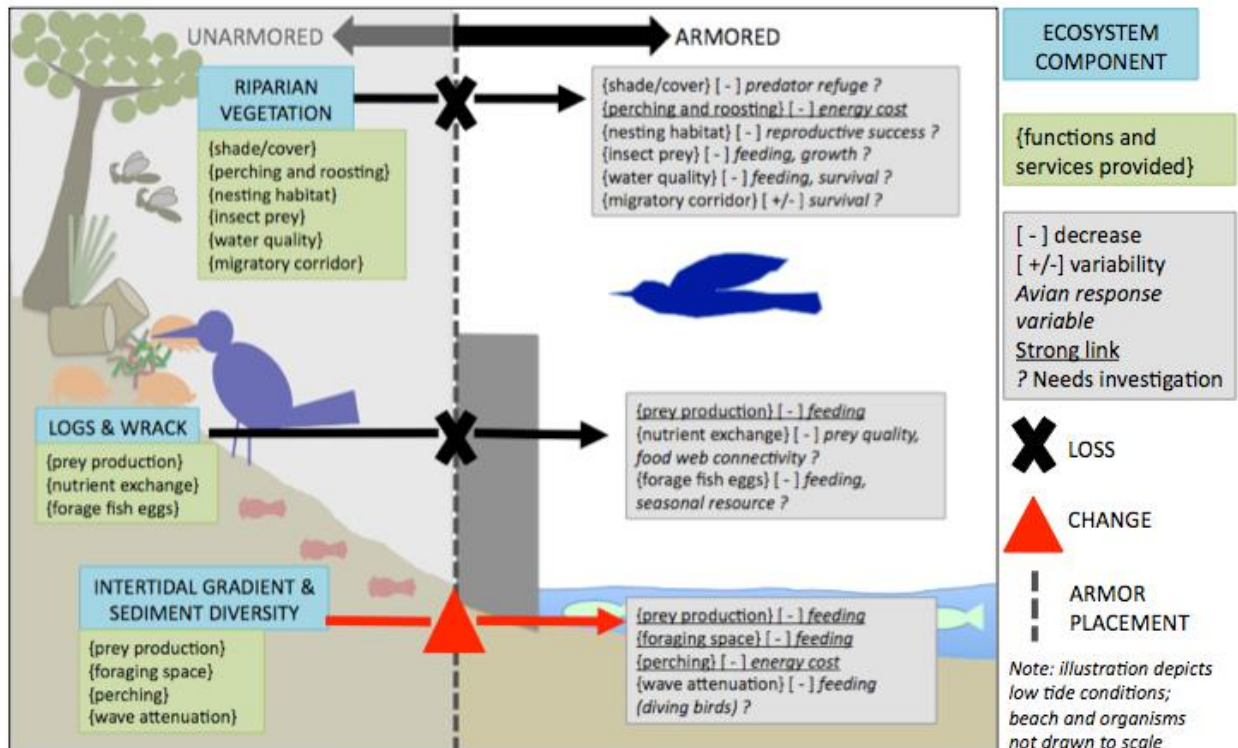 UNARMORED
ARMORED
RIPARIAN
VEGETATION
{shade/cover}
{perching and roosting}
{nesting habitat}
{insect prey}
{water quality}
{migratory corridor}
{shade/cover} [ - ] predator refuge ?
{perching and roosting} [ - ] energy cost
{nesting habitat} [ - ] reproductive success ?
{insect prey} [ - ] feeding, growth ?
{water quality} [ - ] feeding, survival ?
{migratory corridor} [ +/- ] survival ?
LOGS & WRACK
{prey production}
{nutrient exchange}
{forage fish eggs}
{prey production} [ - ] feeding
{nutrient exchange} [ - ] prey quality,
food web connectivity ?
{forage fish eggs} [ - ] feeding,
seasonal resource ?
INTERTIDAL GRADIENT &
SEDIMENT DIVERSITY
{prey production}
{foraging space}
{perching}
{wave attenuation}
{prey production} [ - ] feeding
{foraging space} [ - ] feeding
{perching} [ - ] energy cost
{wave attenuation} [ - ] feeding
(diving birds) ?
ECOSYSTEM
COMPONENT
{functions and
services provided}
[ - ] decrease
[ +/-] variability
Avian response
variable
Strong link
? Needs investigation
LOSS
CHANGE
ARMOR
PLACEMENT
Note: illustration depicts
low tide conditions;
beach and organisms
not drawn to scale